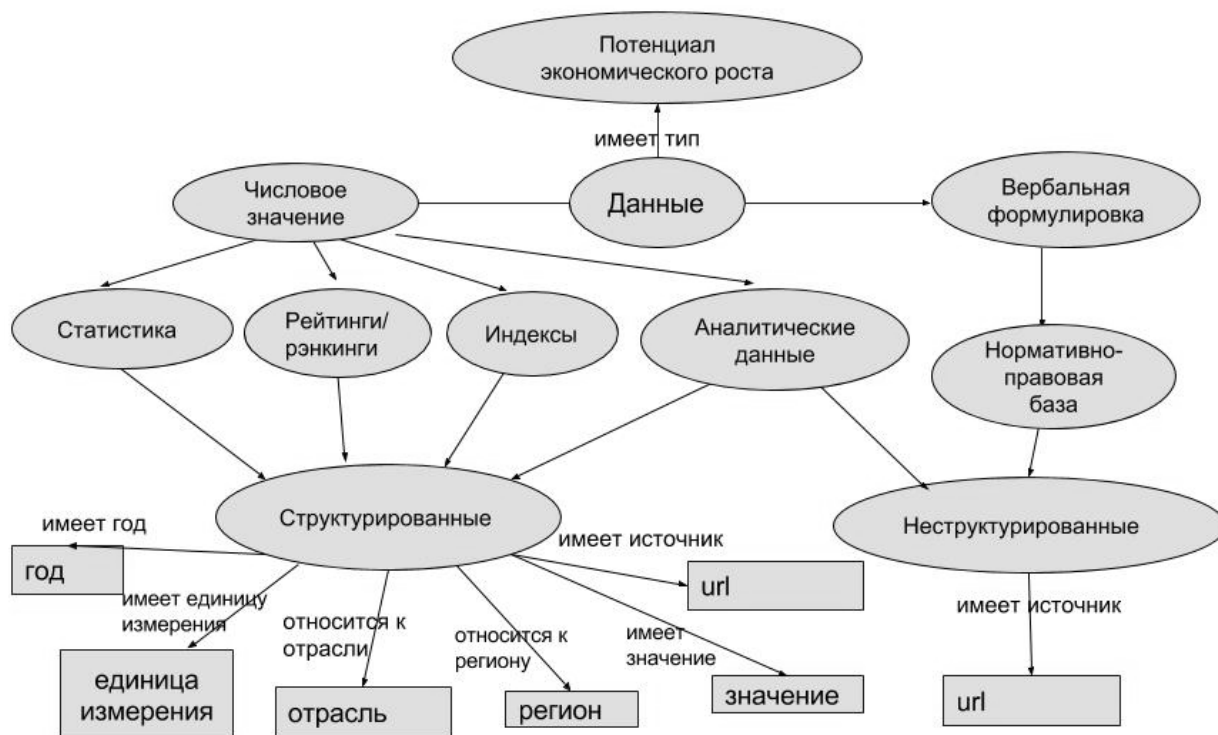 Потенциал
экономического роста
имеет тип
Числовое
значение
Данные
Вербальная
формулировка
Статистика
Рейтинги/
рэнкинги
Индексы
Аналитические
данные
Нормативно-
правовая
база
Структурированные
Неструктурированные
имеет год
год
имеет единицу
измерения
единица
измерения
относится к
отрасли
отрасль
относится к
региону
регион
имеет
значение
значение
имеет источник
url
имеет источник
url